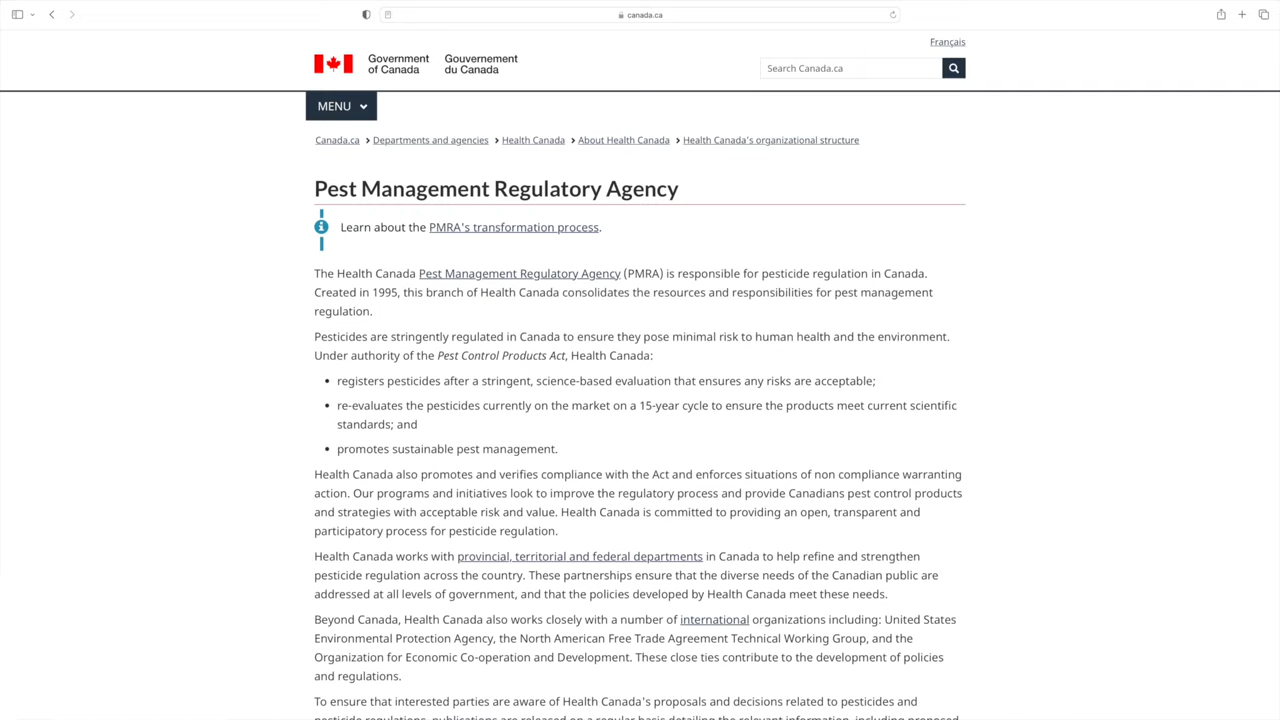 canada.ca
Français
Government of Canada
Gouvernement du Canada
Search Canada.ca
MENU
Canada.ca > Departments and agencies > Health Canada > About Health Canada > Health Canada's organizational structure
Pest Management Regulatory Agency
Learn about the PMRA's transformation process.
The Health Canada Pest Management Regulatory Agency (PMRA) is responsible for pesticide regulation in Canada.
Created in 1995, this branch of Health Canada consolidates the resources and responsibilities for pest management
regulation.
Pesticides are stringently regulated in Canada to ensure they pose minimal risk to human health and the environment.
Under authority of the Pest Control Products Act, Health Canada:
• registers pesticides after a stringent, science-based evaluation that ensures any risks are acceptable;
• re-evaluates the pesticides currently on the market on a 15-year cycle to ensure the products meet current scientific
standards; and
• promotes sustainable pest management.
Health Canada also promotes and verifies compliance with the Act and enforces situations of non compliance warranting
action. Our programs and initiatives look to improve the regulatory process and provide Canadians pest control products
and strategies with acceptable risk and value. Health Canada is committed to providing an open, transparent and
participatory process for pesticide regulation.
Health Canada works with provincial, territorial and federal departments in Canada to help refine and strengthen
pesticide regulation across the country. These partnerships ensure that the diverse needs of the Canadian public are
addressed at all levels of government, and that the policies developed by Health Canada meet these needs.
Beyond Canada, Health Canada also works closely with a number of international organizations including: United States
Environmental Protection Agency, the North American Free Trade Agreement Technical Working Group, and the
Organization for Economic Co-operation and Development. These close ties contribute to the development of policies
and regulations.
To ensure that interested parties are aware of Health Canada's proposals and decisions related to pesticides and
pesticide regulations, publications are released on a regular basis detailing the relevant information, including proposed